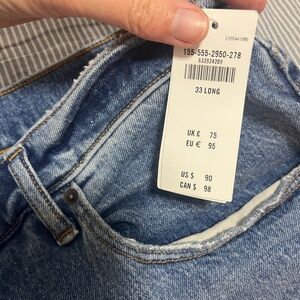 155-555-2950-278
33 LONG
UK £ 75
EU € 95
US $ 90
CAN $ 98